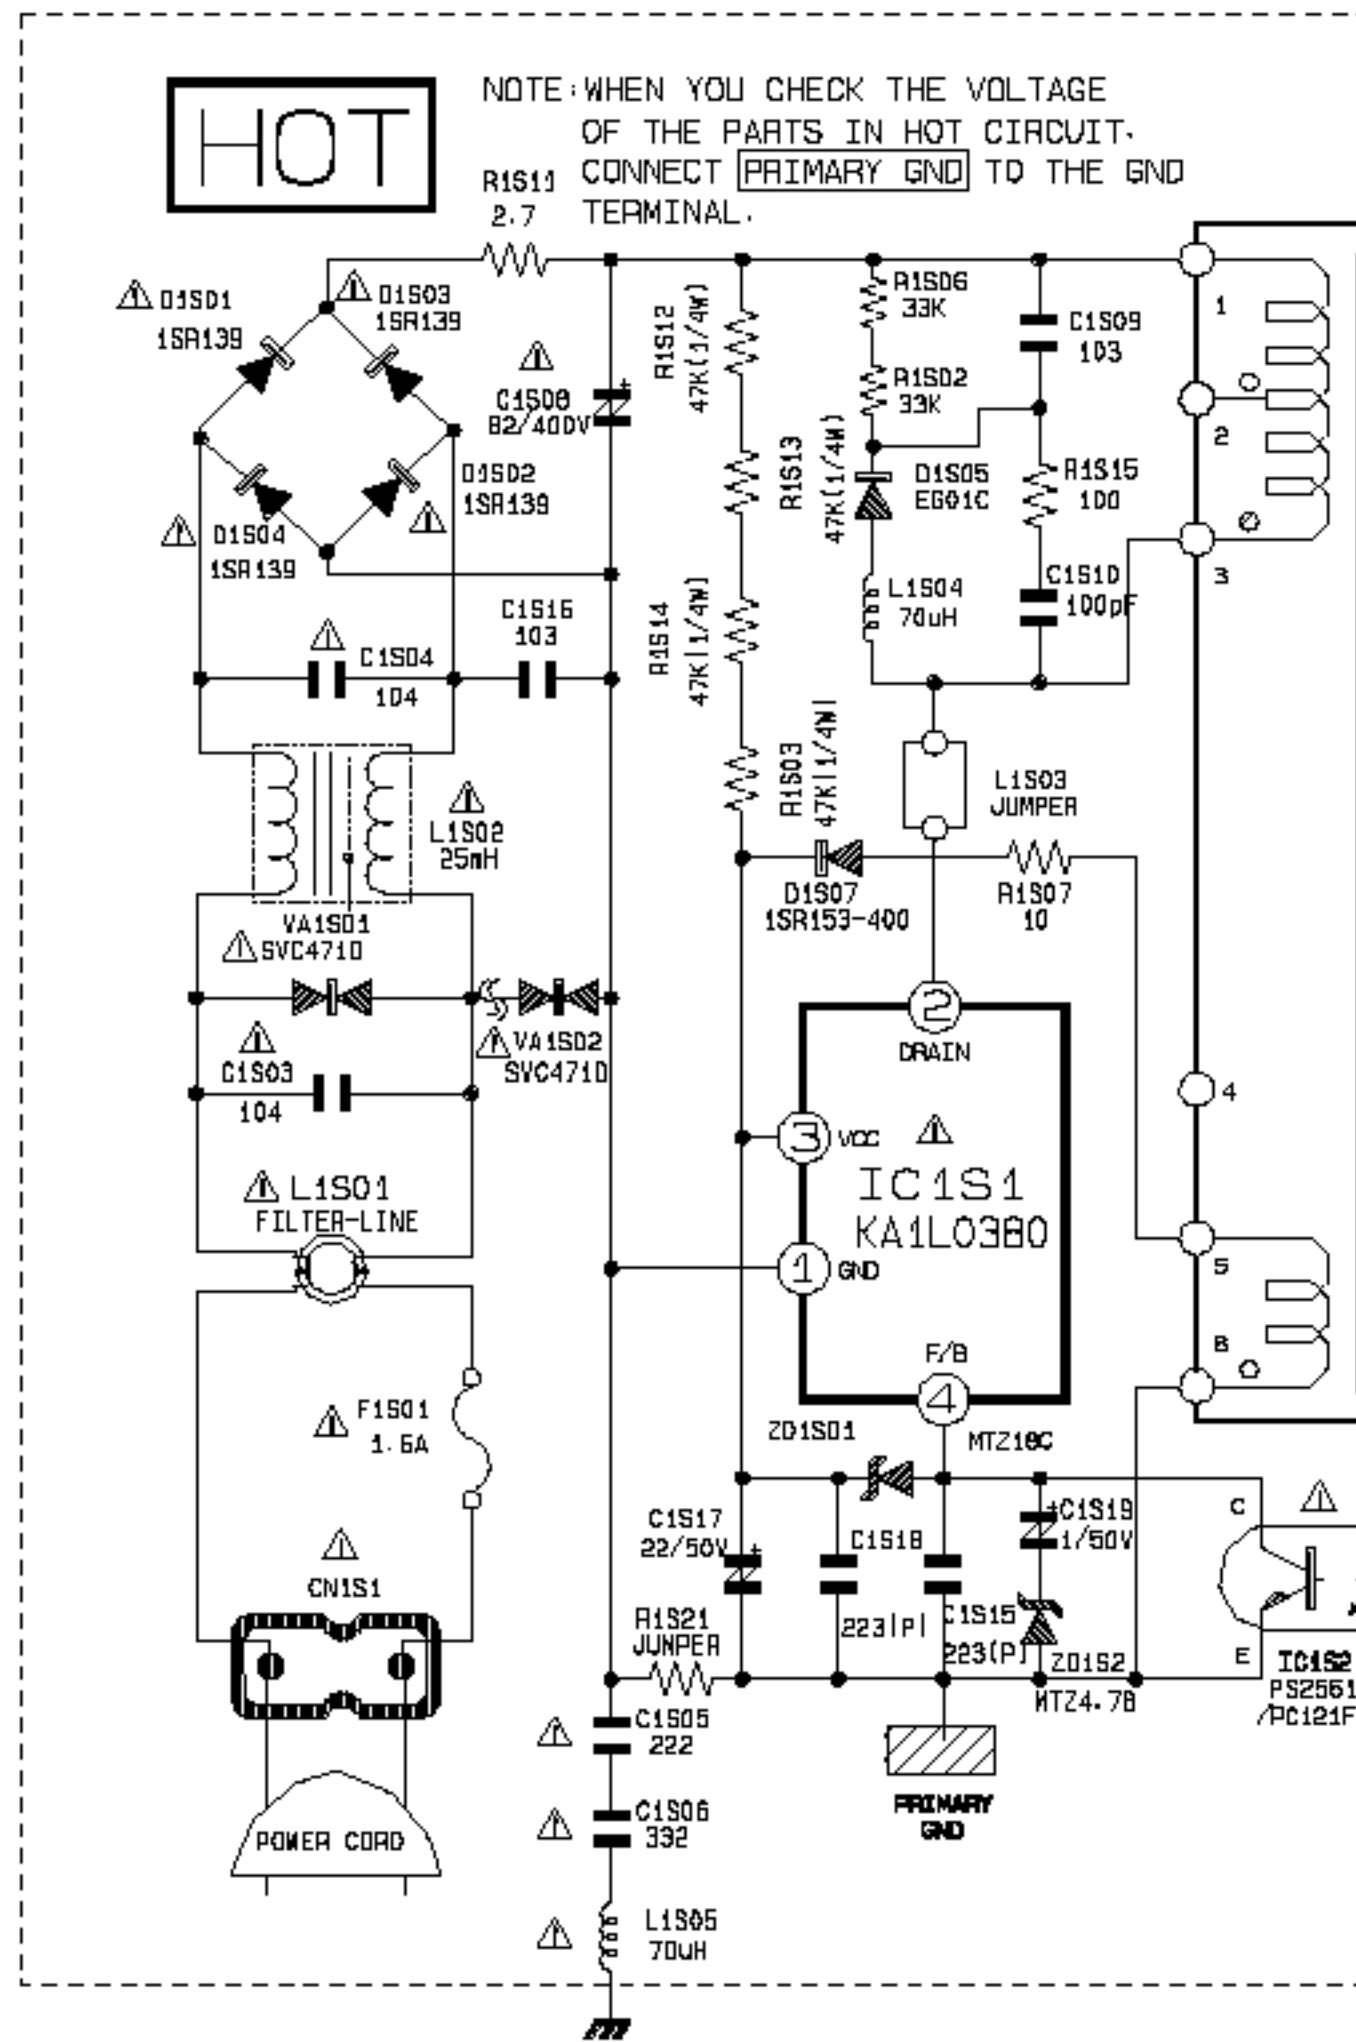 HOT
NOTE:WHEN YOU CHECK THE VOLTAGE
OF THE PARTS IN HOT CIRCUIT.
CONNECT PRIMARY GND TO THE GND
TERMINAL.
R1S11
2.7
D1S01
1SR139
D1S03
1SR139
C1S08
82/400V
R1S12
47K(1/4W)
R1S06
33K
R1S02
33K
C1S09
103
1
2
3
R1S13
47K(1/4W)
D1S05
EG01C
R1S15
100
D1S02
1SR139
D1S04
1SR139
C1S16
103
C1S04
104
R1S14
47K(1/4W)
L1S04
70uH
C1S10
100pF
R1S03
47K(1/4W)
L1S03
JUMPER
L1S02
25mH
D1S07
1SR153-400
R1S07
10
VA1S01
SVC471D
VA1S02
SVC471D
C1S03
104
2
DRAIN
3 VCC
IC1S1
KA1L0380
1 GND
F/B
4
4
5
6
L1S01
FILTER-LINE
F1S01
1.6A
ZD1S01
MTZ18C
C1S17
22/50V
C1S18
223(P)
C1S15
223(P)
C1S19
1/50V
C
E
CN1S1
R1S21
JUNPER
ZD1S2
MTZ4.7B
IC1S2
PS2561
/PC121F
C1S05
222
C1S06
332
PRIMARY
GND
POWER CORD
L1S05
70uH